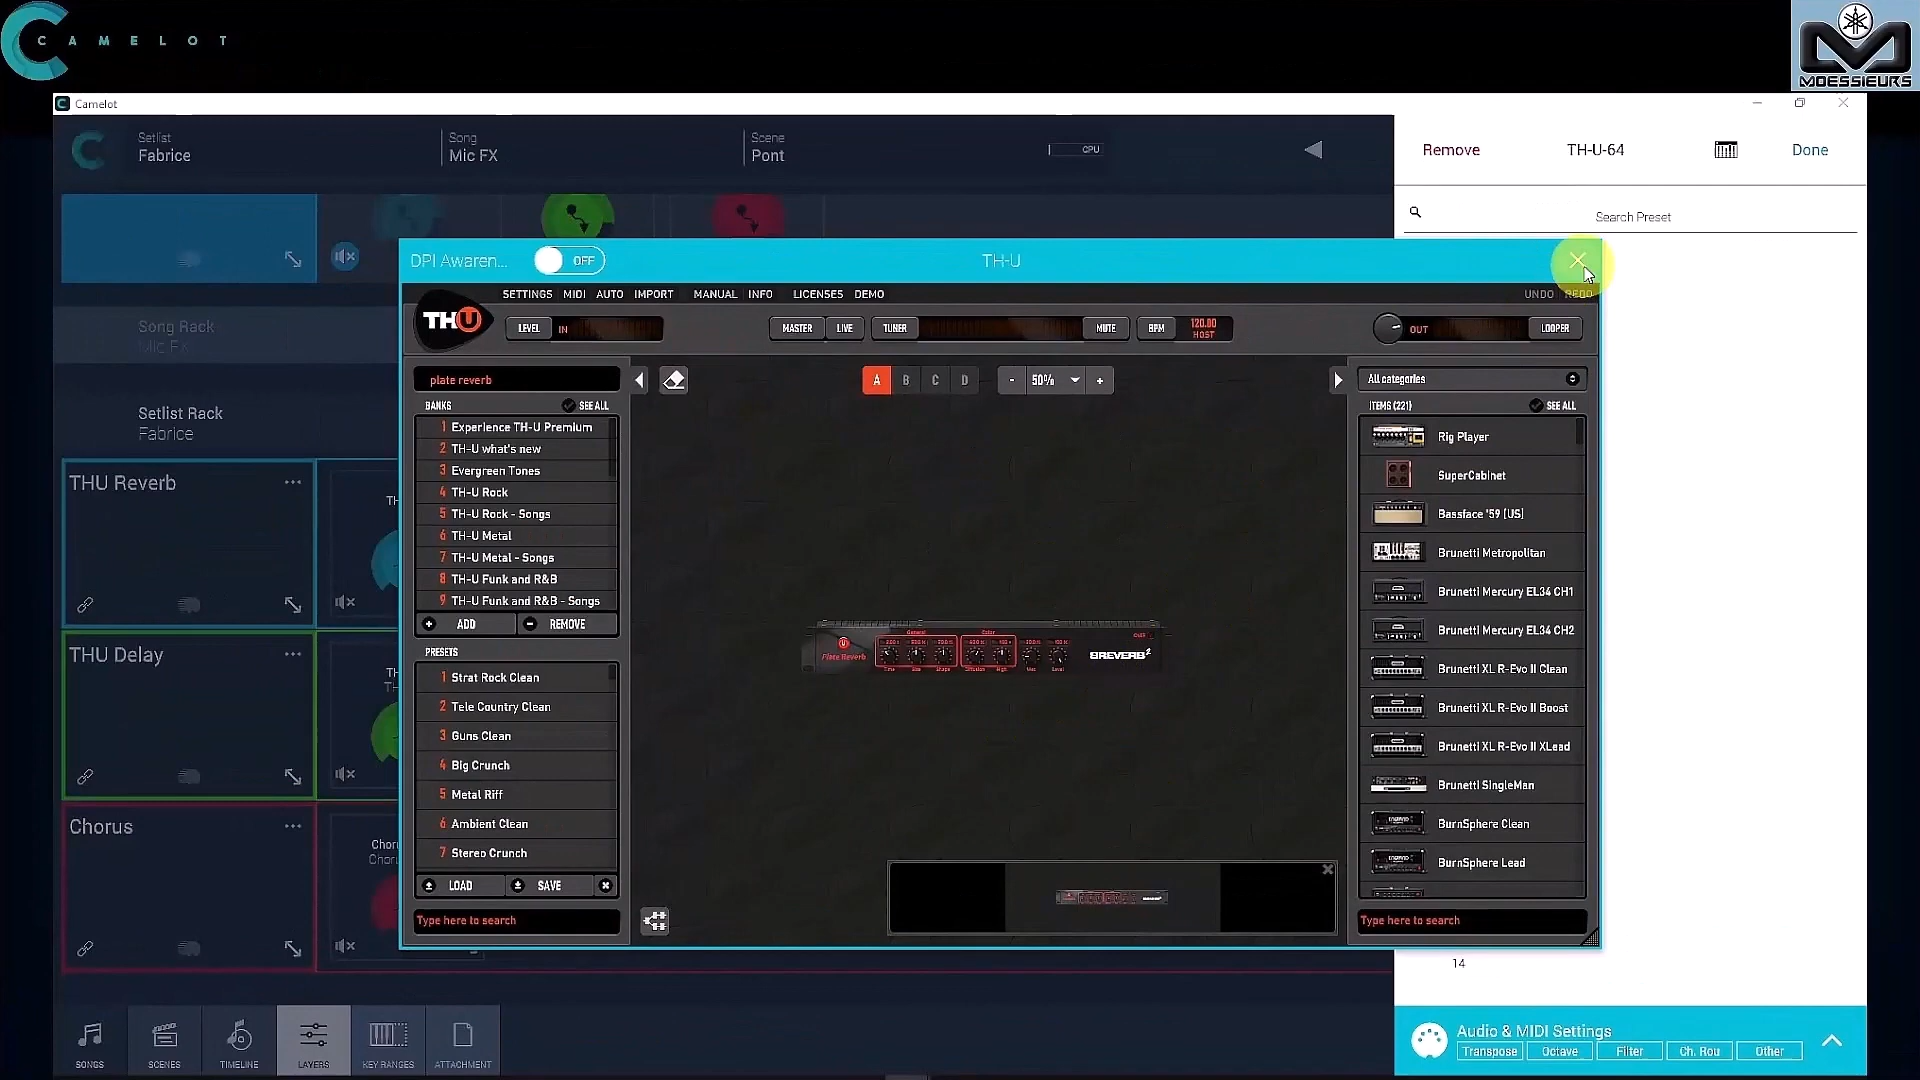 CAMELOT
MOESSIEURS
Camelot
Setlist
Fabrice
Song
Mic FX
Scene
Pont
CPU
Remove
TH-U-64
Done
Search Preset
DPI Awaren...
OFF
TH-U
SETTINGS MIDI AUTO IMPORT MANUAL INFO LICENSES DEMO
UNDO REDO
THU
LEVEL IN
MASTER LIVE TUNER MUTE BPM 120.00 HOST
OUT LOOPER
Song Rack
Mic FX
Setlist Rack
Fabrice
THU Reverb
THU Delay
Chorus
TH
TH
TH
Chor
Choru
plate reverb
BANKS SEE ALL
1 Experience TH-U Premium
2 TH-U what's new
3 Evergreen Tones
4 TH-U Rock
5 TH-U Rock - Songs
6 TH-U Metal
7 TH-U Metal - Songs
8 TH-U Funk and R&B
9 TH-U Funk and R&B - Songs
ADD REMOVE
PRESETS
1 Strat Rock Clean
2 Tele Country Clean
3 Guns Clean
4 Big Crunch
5 Metal Riff
6 Ambient Clean
7 Stereo Crunch
LOAD SAVE
Type here to search
A B C D
- 50% +
General Color
Plate Reverb
BREVERB2
All categories
ITEMS (221) SEE ALL
Rig Player
SuperCabinet
Bassface '59 (US)
Brunetti Metropolitan
Brunetti Mercury EL34 CH1
Brunetti Mercury EL34 CH2
Brunetti XL R-Evo II Clean
Brunetti XL R-Evo II Boost
Brunetti XL R-Evo II XLead
Brunetti SingleMan
BurnSphere Clean
BurnSphere Lead
Type here to search
14
SONGS SCENES TIMELINE LAYERS KEY RANGES ATTACHMENT
Audio & MIDI Settings
Transpose Octave Filter Ch. Rou Other